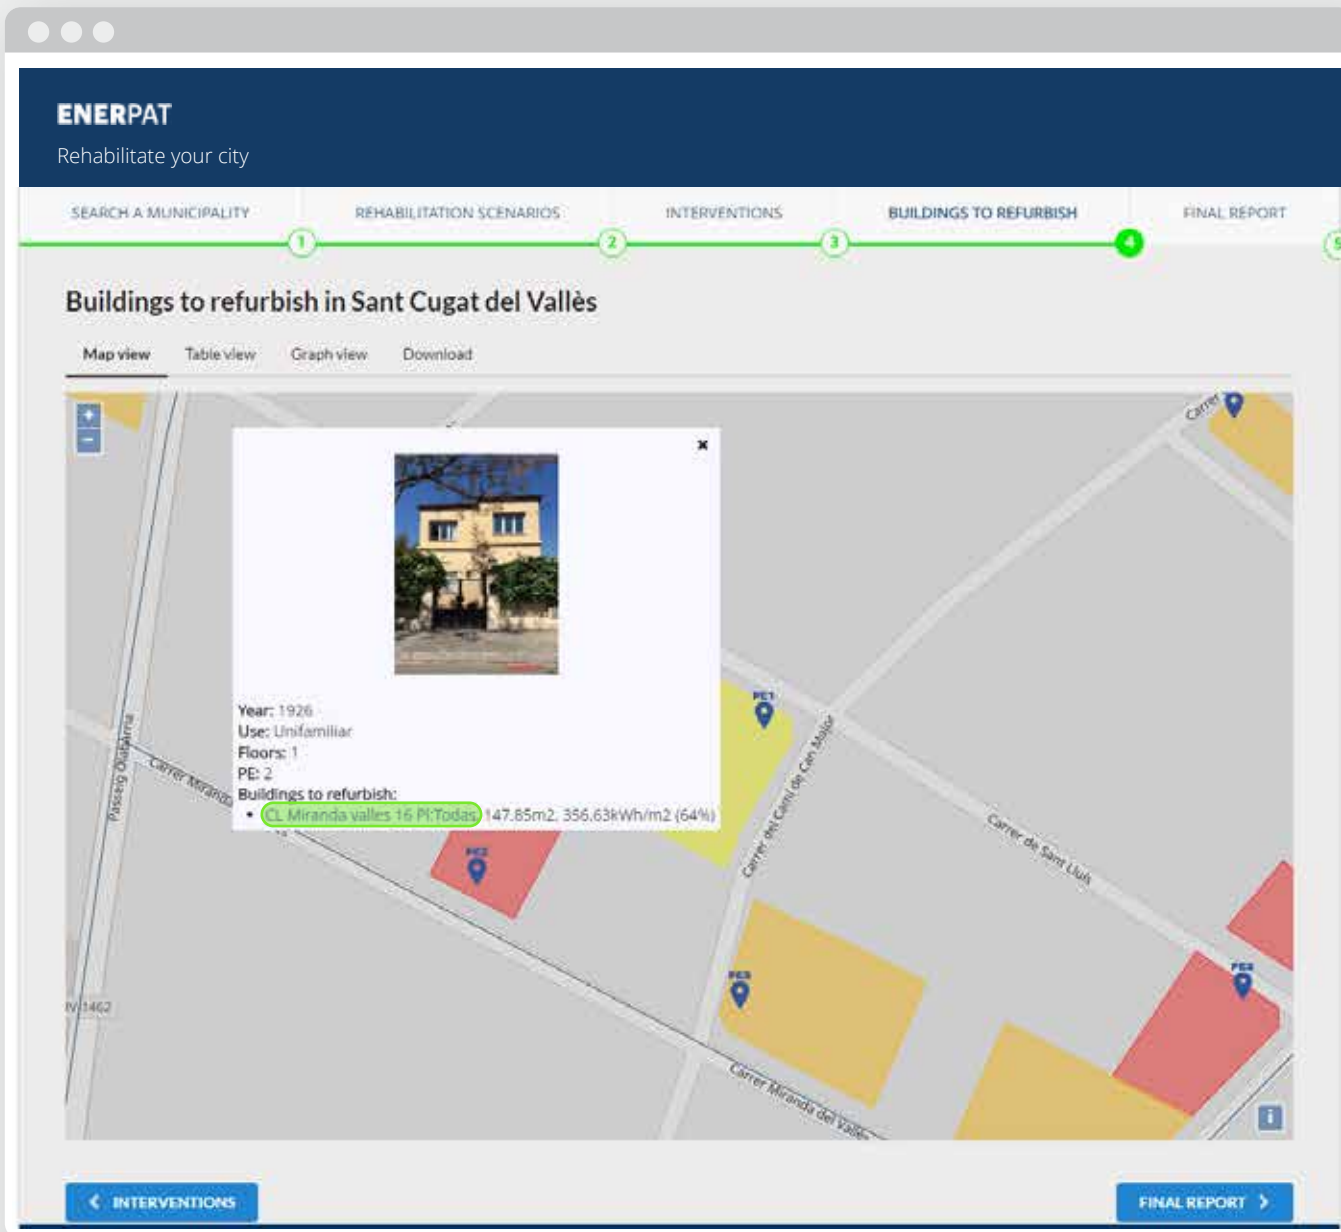 ENERPAT
Rehabilitate your city
SEARCH A MUNICIPALITY
REHABILITATION SCENARIOS
INTERVENTIONS
BUILDINGS TO REFURBISH
FINAL REPORT
1
2
3
4
5
Buildings to refurbish in Sant Cugat del Vallès
Map view
Table view
Graph view
Download
+
-
Carrer
×
Year: 1926
Use: Unifamiliar
Floors: 1
PE: 2
Buildings to refurbish:
• CL Miranda valles 16 Pl:Todas, 147.85m2, 356.63kWh/m2 (64%)
PE1
Passeig Olabarria
Carrer Miranda
Carrer del Camí de Can Major
Carrer de Sant Lluís
PE2
1462
Carrer Miranda del Vallès
i
INTERVENTIONS
FINAL REPORT